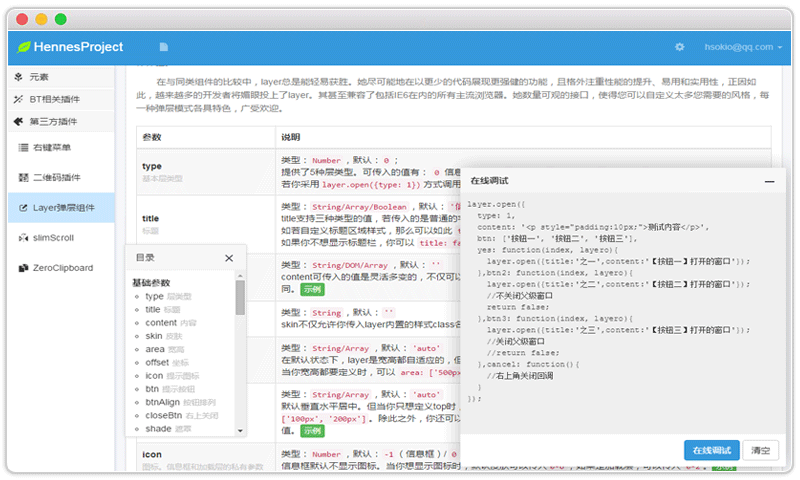 HennesProject
hsokio@qq.com
元素
BT相关插件
第三方插件
右键菜单
二维码插件
Layer弹层组件
slimScroll
ZeroClipboard
在与同类组件的比较中，layer总是能轻易获胜。她尽可能地在以更少的代码展现更强健的功能，且格外注重性能的提升、易用和实用性，正因如
此，越来越多的开发者将媚眼投上了layer。其甚至兼容了包括IE6在内的所有主流浏览器。她数量可观的接口，使得您可以自定义太多您需要的风格，每
一种弹层模式各具特色，广受欢迎。
参数 说明
type
基本层类型
类型：Number，默认：0；
提供了5种层类型。可传入的值有： 0 信息
若你采用layer.open({type: 1})方式调用
title
标题
类型：String/Array/Boolean，默认：'信
title支持三种类型的值，若传入的是普通的字
如若自定义标题区域样式，那么可以如此 t
如果你不想显示标题栏，你可以 title: fa
类型：String/DOM/Array，默认：''
content可传入的值是灵活多变的，不仅可以
同。 示例
类型：String，默认：''
skin不仅允许你传入layer内置的样式class名
类型：String/Array，默认：'auto'
在默认状态下，layer是宽高都自适应的，但
当你宽高都要定义时，可以 area: ['500px
类型：String/Array，默认：'auto'
默认垂直水平居中。但当你只想定义top时，
['100px', '200px']。除此之外，你还可以
值。 示例
icon
图标。信息框和加载层的私有参数
类型：Number，默认：-1（信息框）/ 0
信息框默认不显示图标。当你想显示图标时，默认皮肤可以传入0-6
目录
基础参数
type 层类型
title 标题
content 内容
skin 皮肤
area 宽高
offset 坐标
icon 提示图标
btn 提示按钮
btnAlign 按钮排列
closeBtn 右上关闭
shade 遮罩
在线调试
layer.open({
type: 1,
content: '<p style="padding:10px;">测试内容</p>',
btn: ['按钮一', '按钮二', '按钮三'],
yes: function(index, layero){
layer.open({title:'之一',content:'【按钮一】打开的窗口'});
},btn2: function(index, layero){
layer.open({title:'之二',content:'【按钮二】打开的窗口'});
//不关闭父级窗口
return false;
},btn3: function(index, layero){
layer.open({title:'之三',content:'【按钮三】打开的窗口'});
//关闭父级窗口
//return false;
},cancel: function(){
//右上角关闭回调
}
});
在线调试 清空